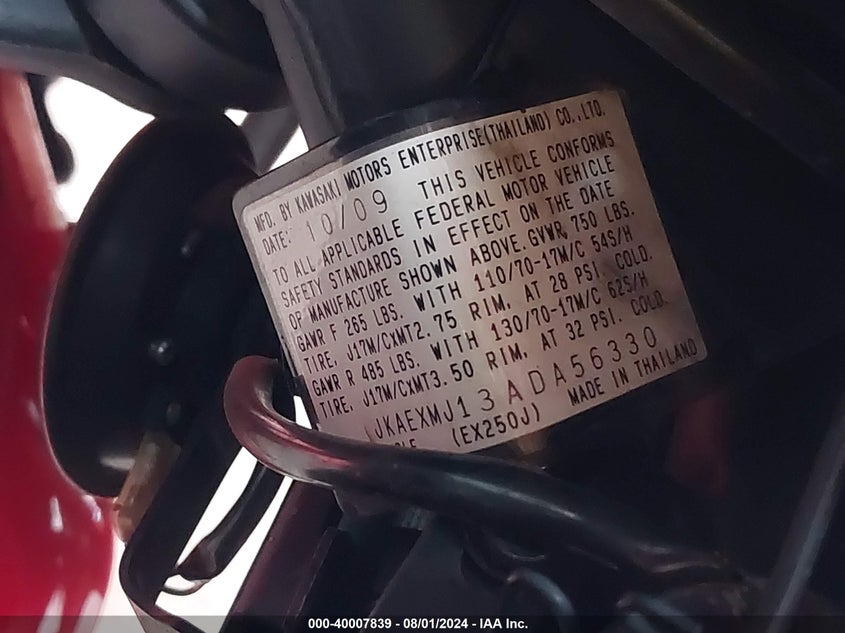 MFD. BY KAWASAKI MOTORS ENTERPRISE(THAILAND) CO.,LTD.
DATE: 10/09 THIS VEHICLE CONFORMS
TO ALL APPLICABLE FEDERAL MOTOR VEHICLE
SAFETY STANDARDS IN EFFECT ON THE DATE
OF MANUFACTURE SHOWN ABOVE. GVWR 750 LBS.
GAWR F 265 LBS. WITH 110/70-17M/C 54S/H
TIRE, J17M/CXMT2.75 RIM, AT 28 PSI. COLD.
GAWR R 485 LBS. WITH 130/70-17M/C 62S/H
TIRE, J17M/CXMT3.50 RIM, AT 32 PSI. COLD.
JKAEXMJ13ADA56330
(EX250J) MADE IN THAILAND
000-40007839 - 08/01/2024 - IAA Inc.